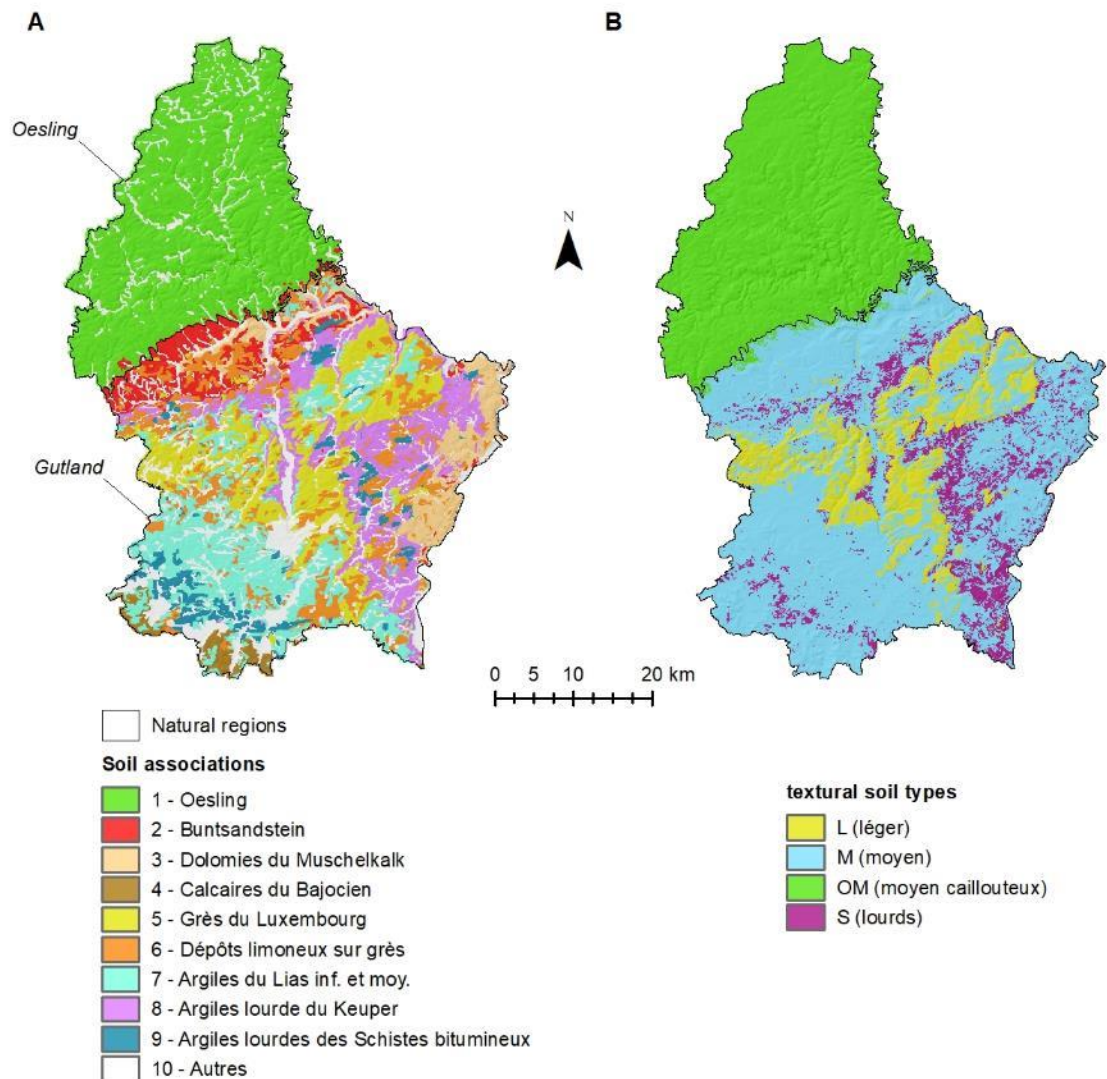 A
B
Oesling
N
Gutland
0 5 10 20 km
Natural regions
Soil associations
1 - Oesling
2 - Buntsandstein
3 - Dolomies du Muschelkalk
4 - Calcaires du Bajocien
5 - Grès du Luxembourg
6 - Dépôts limoneux sur grès
7 - Argiles du Lias inf. et moy.
8 - Argiles lourde du Keuper
9 - Argiles lourdes des Schistes bitumineux
10 - Autres
textural soil types
L (léger)
M (moyen)
OM (moyen caillouteux)
S (lourds)